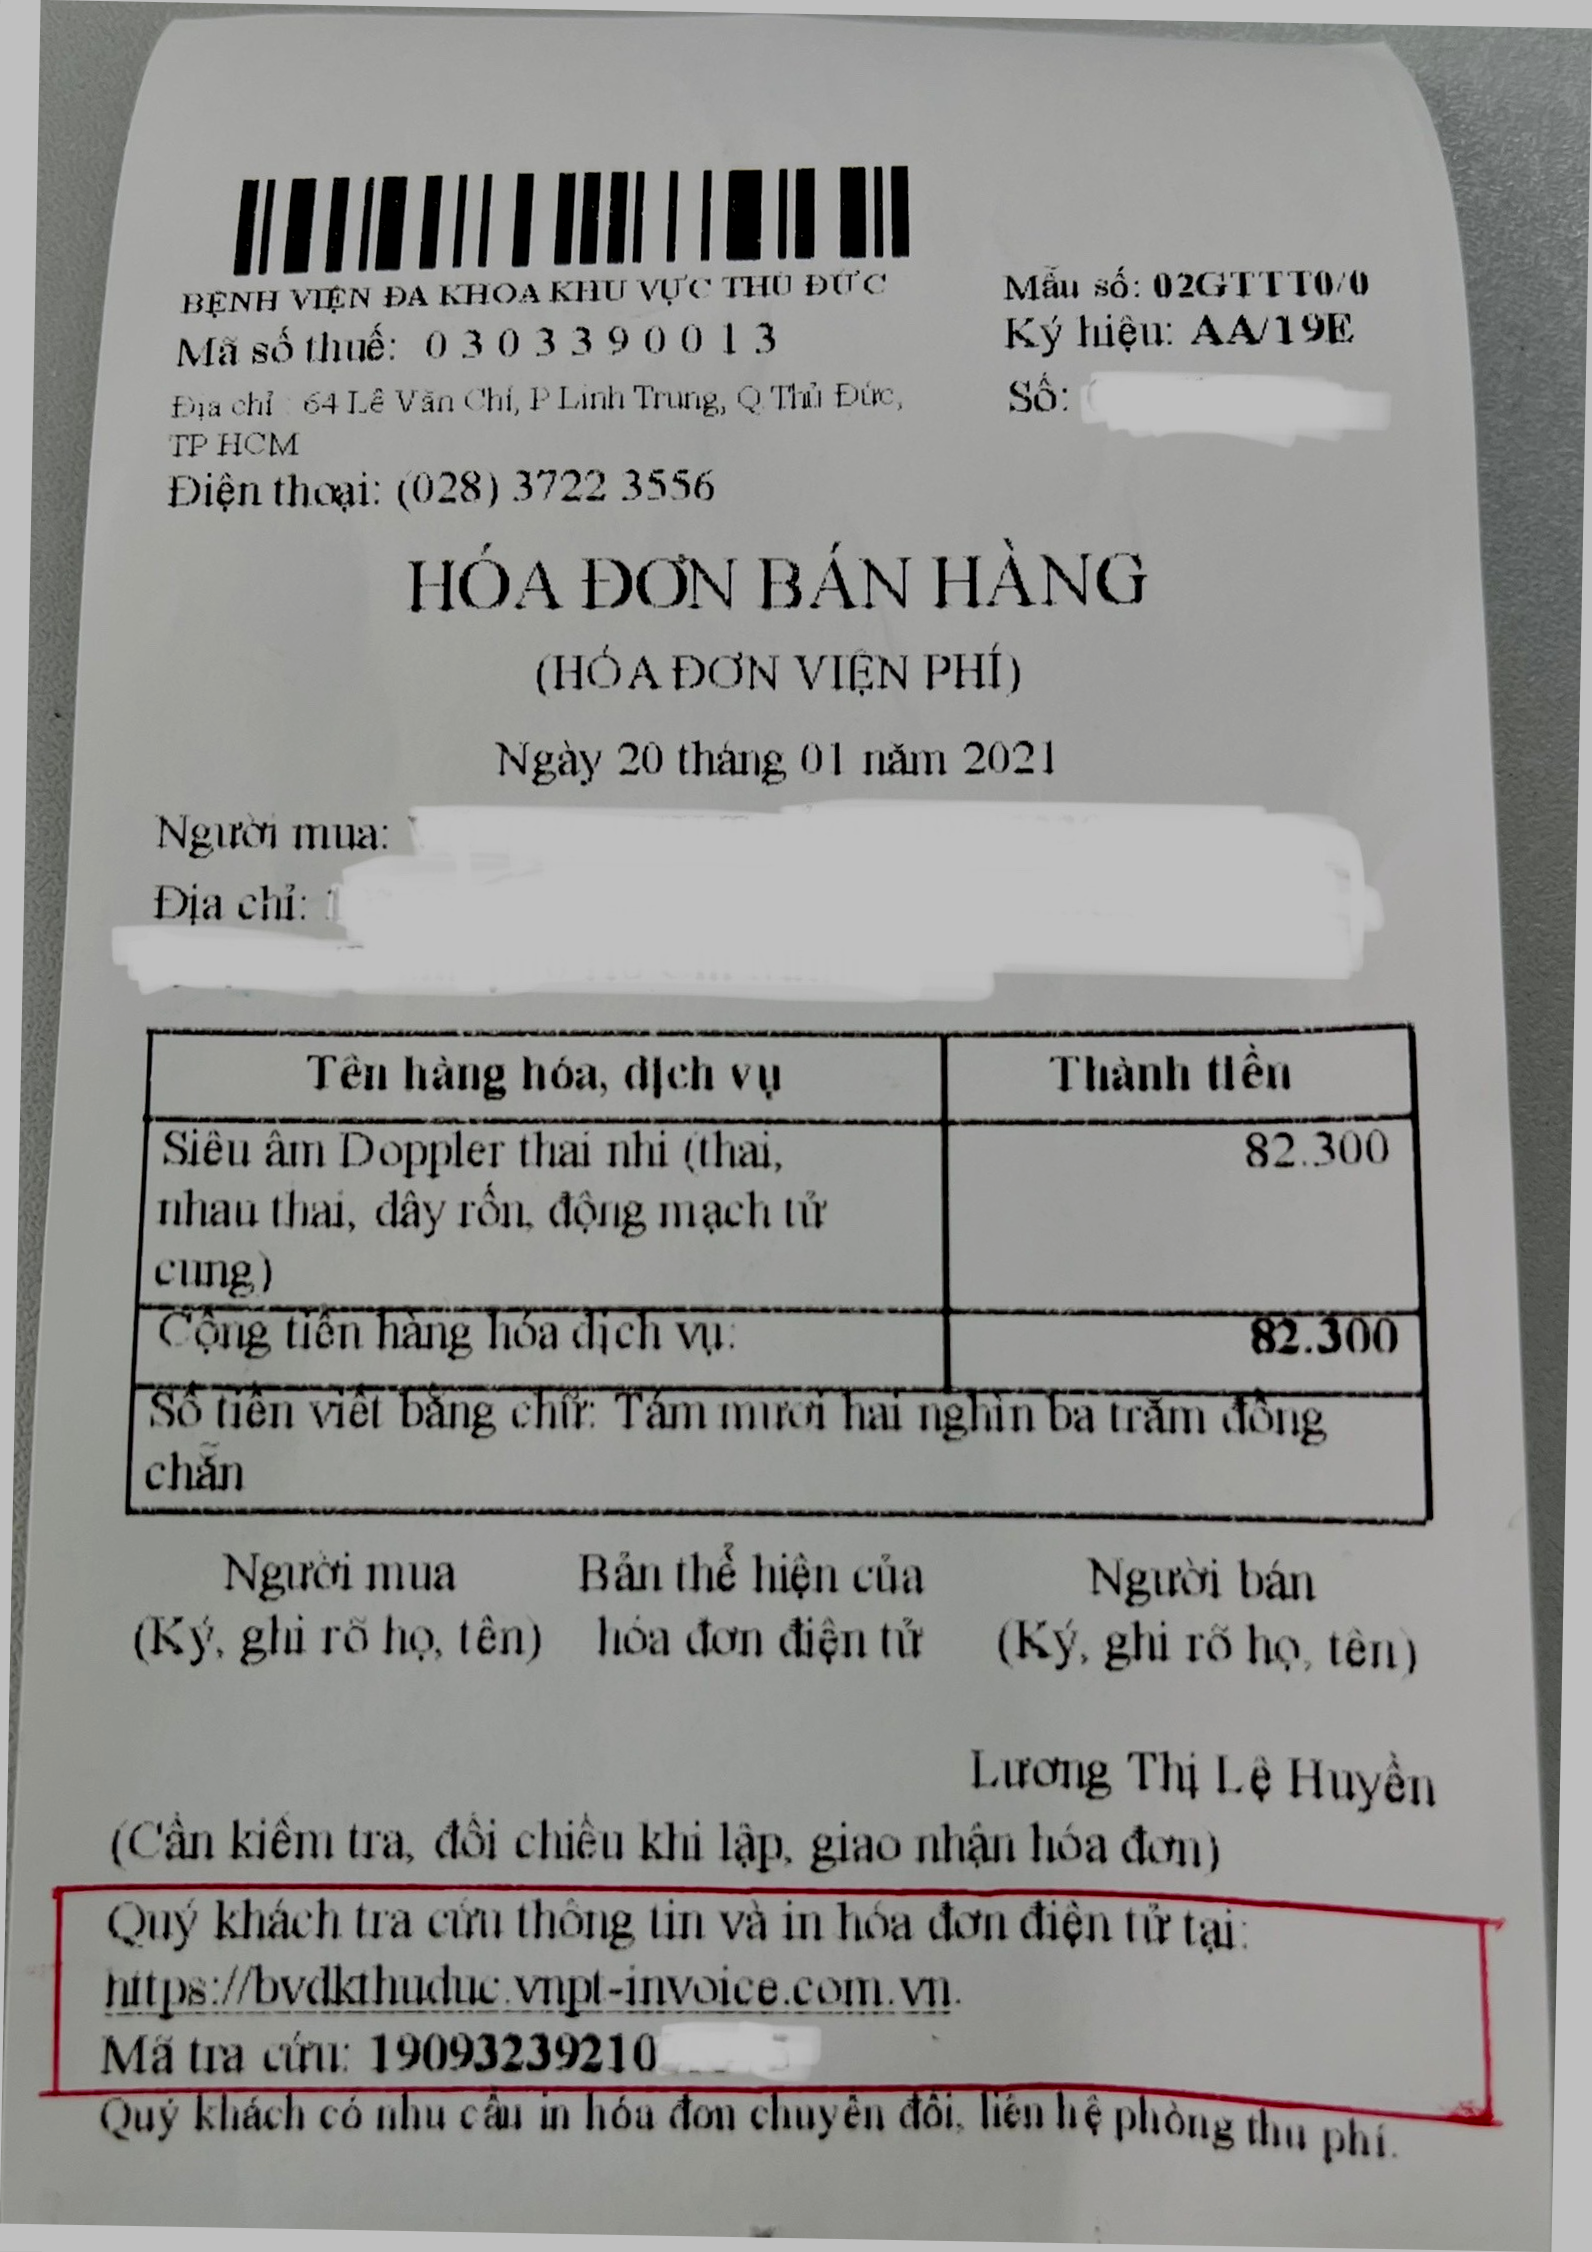 BỆNH VIỆN ĐA KHOA KHU VỰC THỦ ĐỨC
Mã số thuế: 0 3 0 3 3 9 0 0 1 3
Địa chỉ : 64 Lê Văn Chí, P Linh Trung, Q Thủ Đức,
TP HCM
Điện thoại: (028) 3722 3556
Mẫu số: 02GTTT0/0
Ký hiệu: AA/19E
Số:
HÓA ĐƠN BÁN HÀNG
(HÓA ĐƠN VIỆN PHÍ)
Ngày 20 tháng 01 năm 2021
Người mua:
Địa chỉ:
Tên hàng hóa, dịch vụ Thành tiền
Siêu âm Doppler thai nhi (thai, 82.300
nhau thai, dây rốn, động mạch tử
cung)
Cộng tiền hàng hóa dịch vụ: 82.300
Số tiền viết bằng chữ: Tám mươi hai nghìn ba trăm đồng
chẵn
Người mua Bản thể hiện của Người bán
(Ký, ghi rõ họ, tên) hóa đơn điện tử (Ký, ghi rõ họ, tên)
Lương Thị Lệ Huyền
(Cần kiểm tra, đối chiếu khi lập, giao nhận hóa đơn)
Quý khách tra cứu thông tin và in hóa đơn điện tử tại:
https://bvdkthuduc.vnpt-invoice.com.vn.
Mã tra cứu: 19093239210
Quý khách có nhu cầu in hóa đơn chuyển đổi, liên hệ phòng thu phí.